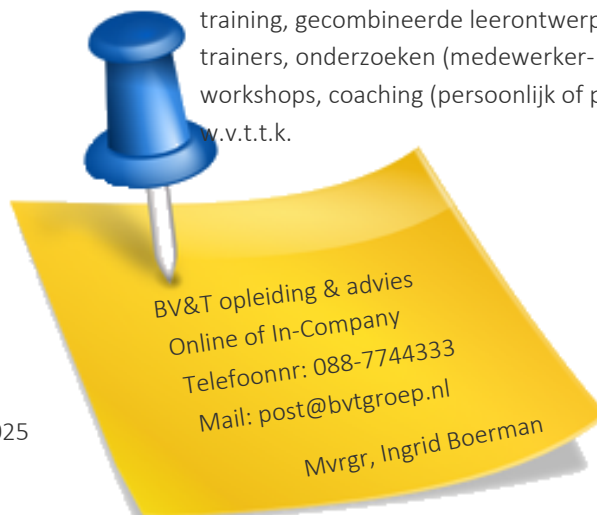 training, gecombineerde leerontwerp
trainers, onderzoeken (medewerker-
workshops, coaching (persoonlijk of p
w.v.t.t.k.
BV&T opleiding & advies
Online of In-Company
Telefoonnr: 088-7744333
Mail: post@bvtgroep.nl
025
Mvrgr, Ingrid Boerman